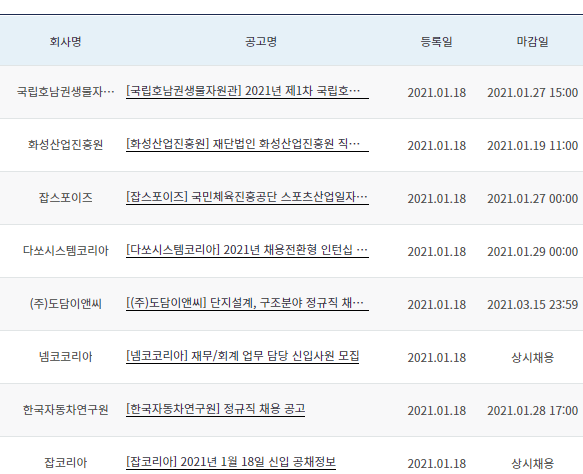 회사명 공고명 등록일 마감일
국립호남권생물자… [국립호남권생물자원관] 2021년 제1차 국립호… 2021.01.18 2021.01.27 15:00
화성산업진흥원 [화성산업진흥원] 재단법인 화성산업진흥원 직… 2021.01.18 2021.01.19 11:00
잡스포이즈 [잡스포이즈] 국민체육진흥공단 스포츠산업일자… 2021.01.18 2021.01.27 00:00
다쏘시스템코리아 [다쏘시스템코리아] 2021년 채용전환형 인턴십 … 2021.01.18 2021.01.29 00:00
(주)도담이앤씨 [(주)도담이앤씨] 단지설계, 구조분야 정규직 채… 2021.01.18 2021.03.15 23:59
넴코코리아 [넴코코리아] 재무/회계 업무 담당 신입사원 모집 2021.01.18 상시채용
한국자동차연구원 [한국자동차연구원] 정규직 채용 공고 2021.01.18 2021.01.28 17:00
잡코리아 [잡코리아] 2021년 1월 18일 신입 공채정보 2021.01.18 상시채용